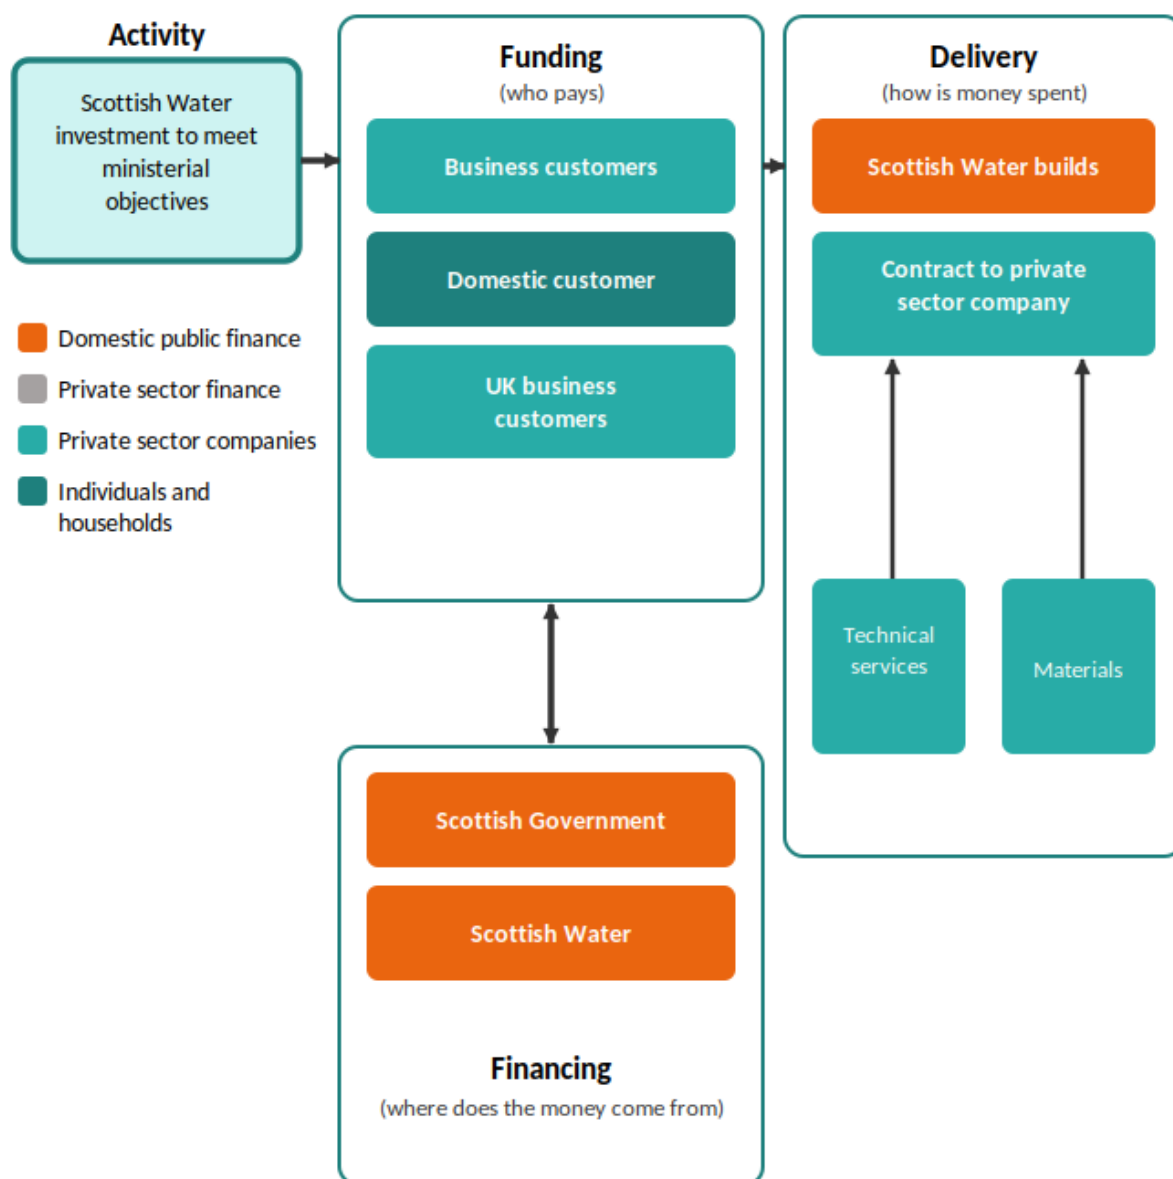 Activity
Scottish Water
investment to meet
ministerial
objectives
Domestic public finance
Private sector finance
Private sector companies
Individuals and
households
Funding
(who pays)
Business customers
Domestic customer
UK business
customers
Scottish Government
Scottish Water
Financing
(where does the money come from)
Delivery
(how is money spent)
Scottish Water builds
Contract to private
sector company
Technical
services
Materials